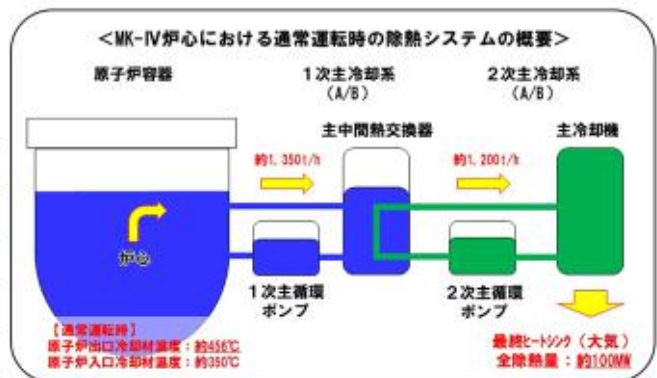 ＜MK-Ⅳ炉心における通常運転時の除熱システムの概要＞
原子炉容器
1次主冷却系
(A/B)
2次主冷却系
(A/B)
主中間熱交換器
主冷却機
約1,350t/h
約1,200t/h
炉心
1次主循環
ポンプ
2次主循環
ポンプ
【通常運転時】
原子炉出口冷却材温度：約456℃
原子炉入口冷却材温度：約350℃
最終ヒートシンク（大気）
全除熱量：約100MW